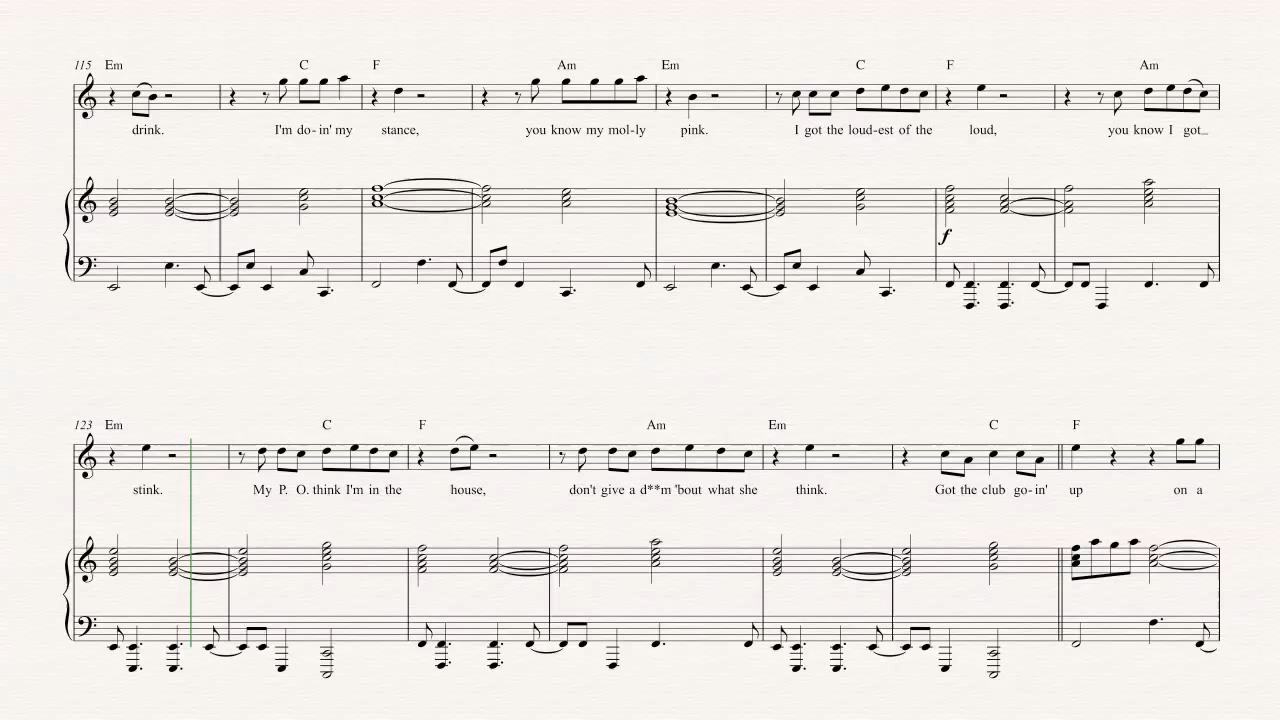 115 Em C F Am Em C F Am
drink. I'm do-in' my stance, you know my mol-ly pink. I got the loud-est of the loud, you know I got_
f
123 Em C F Am Em C F
stink. My P. O. think I'm in the house, don't give a d**m 'bout what she think. Got the club go-in' up on a